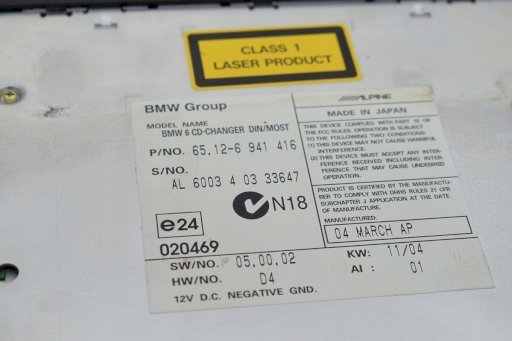 CLASS 1
LASER PRODUCT
BMW Group
MODEL NAME
BMW 6 CD-CHANGER DIN/MOST
P/NO. 65.12-6 941 416
S/NO.
AL 6003 4 03 33647
N18
e24
020469
SW/NO. 05.00.02
HW/NO. D4
12V D.C. NEGATIVE GND.
ALPINE
MADE IN JAPAN
THIS DEVICE COMPLIES WITH PART 15 OF
THE FCC RULES. OPERATION IS SUBJECT
TO THE FOLLOWING TWO CONDITIONS:
(1) THIS DEVICE MAY NOT CAUSE HARMFUL
INTERFERENCE.
(2) THIS DEVICE MUST ACCEPT ANY INTER-
FERENCE RECEIVED INCLUDING INTER-
FERENCE THAT MAY CAUSE UNDESIRED
OPERATION.
PRODUCT IS CERTIFIED BY THE MANUFACTU-
RER TO COMPLY WITH DHHS RULES 21 CFR
SUBCHAPTER J APPLICATION AT THE DATE
OF MANUFACTURE.
MANUFACTURED:
04 MARCH AP
KW: 11/04
AI : 01